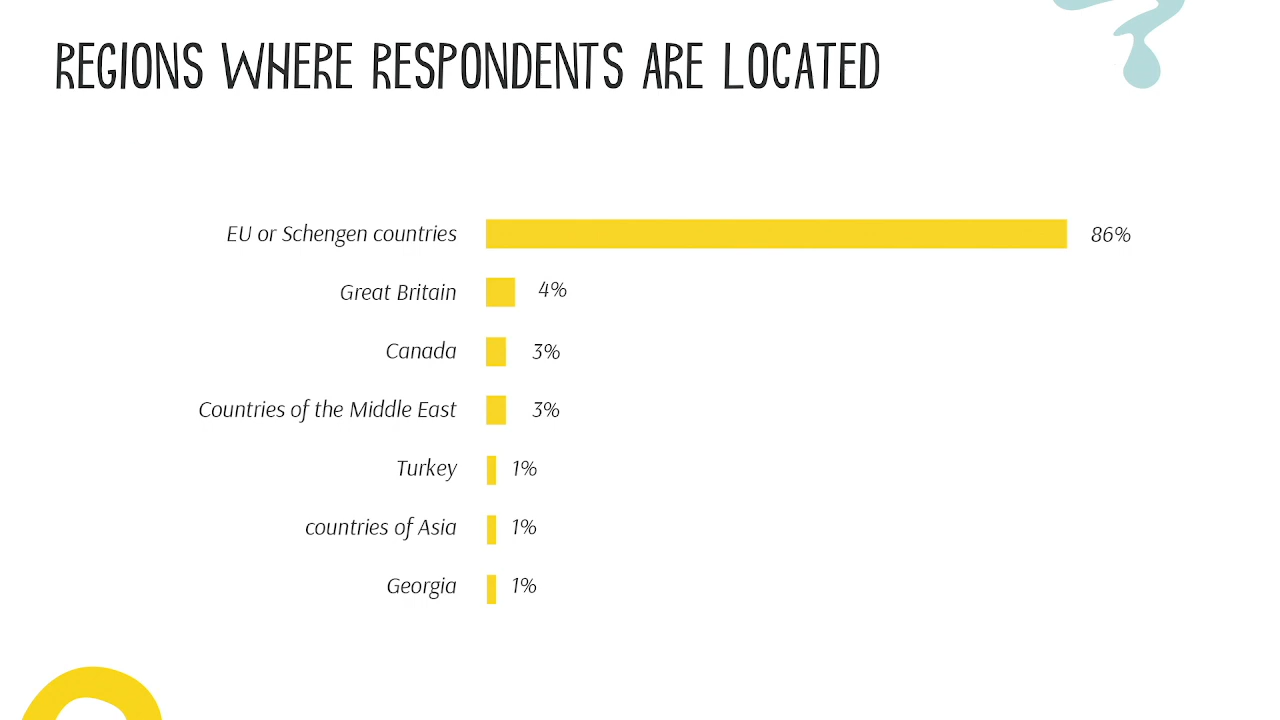 REGIONS WHERE RESPONDENTS ARE LOCATED
EU or Schengen countries 86%
Great Britain 4%
Canada 3%
Countries of the Middle East 3%
Turkey 1%
countries of Asia 1%
Georgia 1%